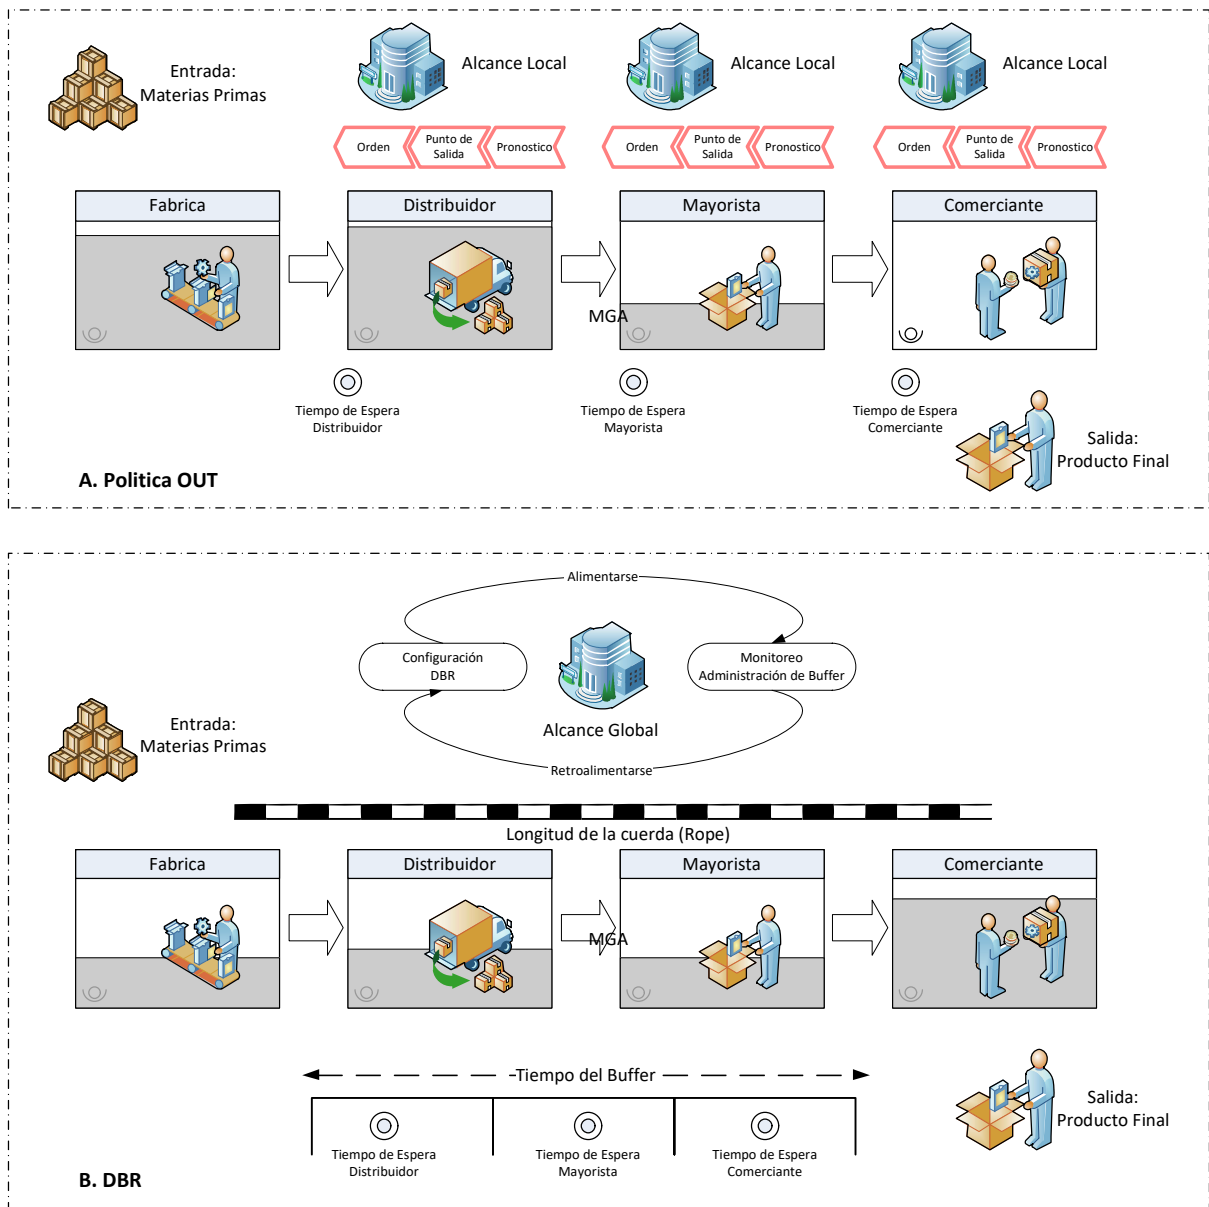 Entrada:
Materias Primas
Alcance Local
Alcance Local
Alcance Local
Orden
Punto de
Salida
Pronostico
Orden
Punto de
Salida
Pronostico
Orden
Punto de
Salida
Pronostico
Fabrica
Distribuidor
Mayorista
Comerciante
MGA
Tiempo de Espera
Distribuidor
Tiempo de Espera
Mayorista
Tiempo de Espera
Comerciante
Salida:
Producto Final
A. Politica OUT
Alimentarse
Configuración
DBR
Monitoreo
Administración de Buffer
Alcance Global
Retroalimentarse
Entrada:
Materias Primas
Longitud de la cuerda (Rope)
Fabrica
Distribuidor
Mayorista
Comerciante
MGA
Tiempo del Buffer
Tiempo de Espera
Distribuidor
Tiempo de Espera
Mayorista
Tiempo de Espera
Comerciante
Salida:
Producto Final
B. DBR